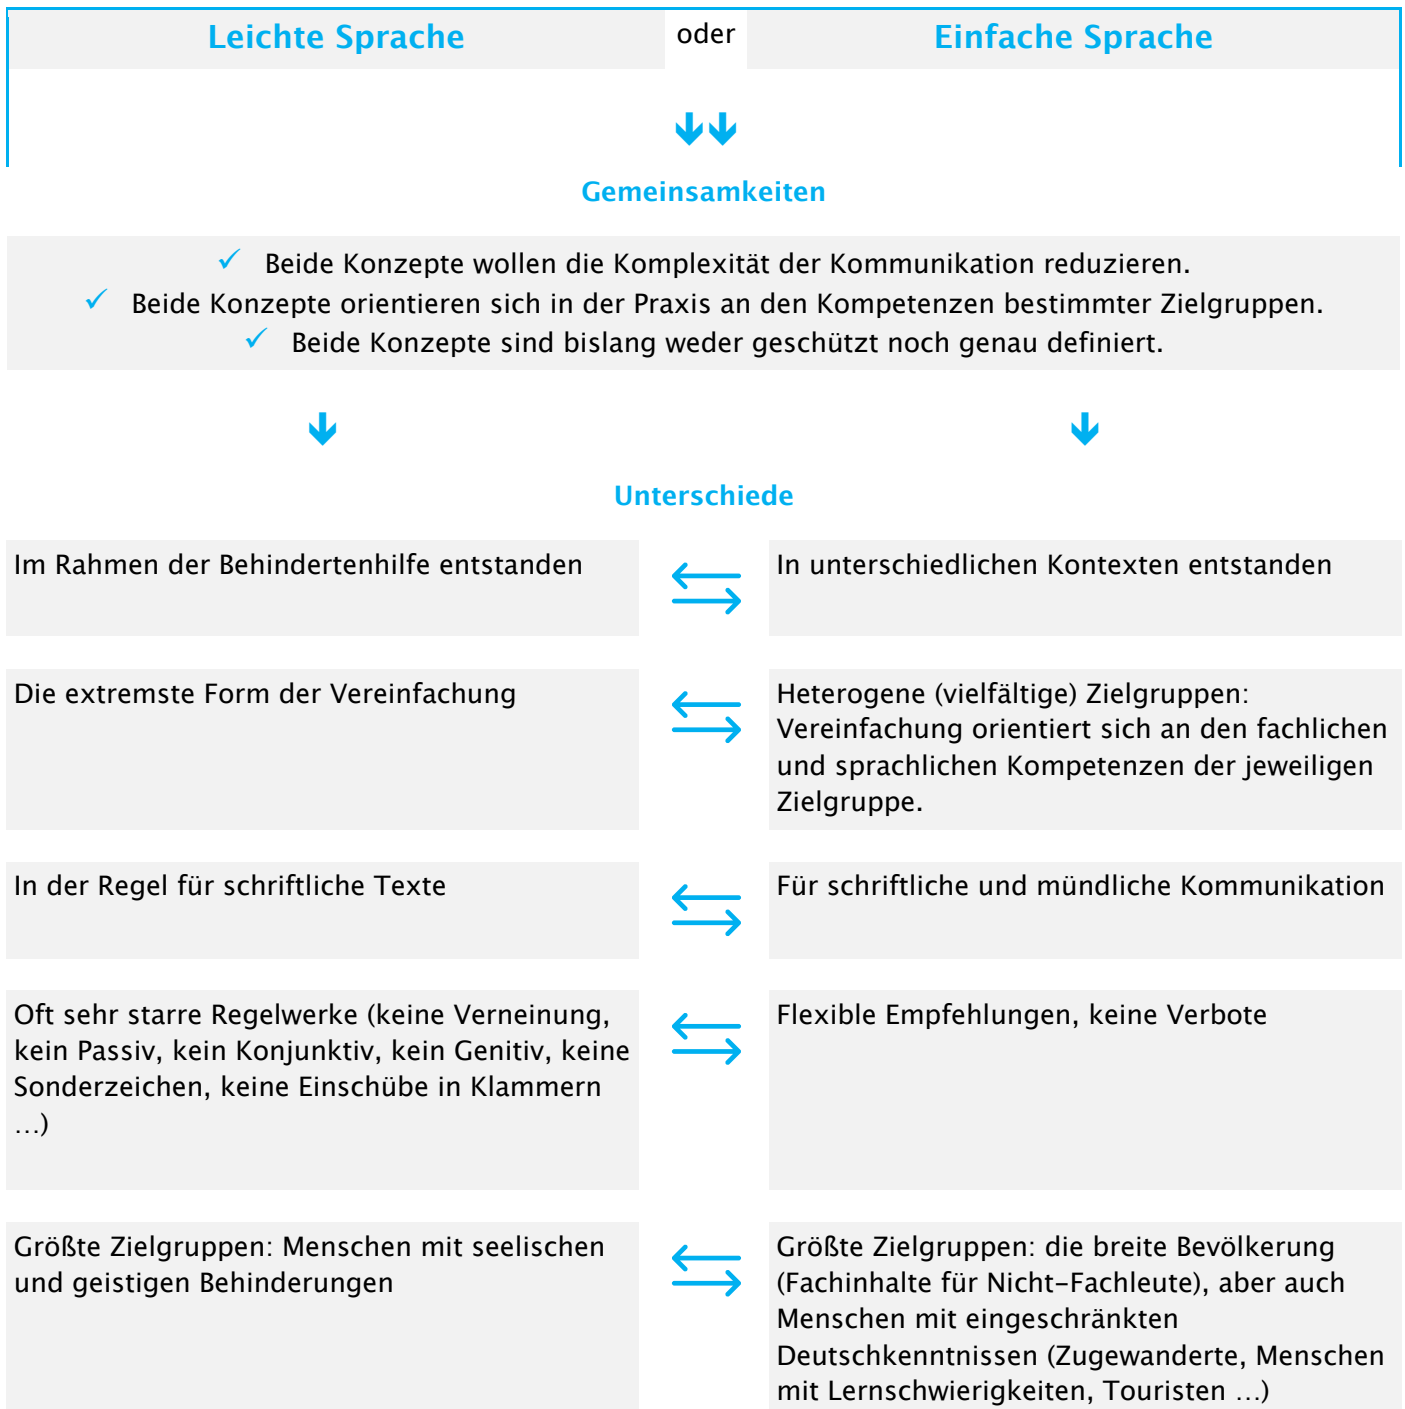 Leichte Sprache oder Einfache Sprache
Gemeinsamkeiten
✓ Beide Konzepte wollen die Komplexität der Kommunikation reduzieren.
✓ Beide Konzepte orientieren sich in der Praxis an den Kompetenzen bestimmter Zielgruppen.
✓ Beide Konzepte sind bislang weder geschützt noch genau definiert.
Unterschiede
Im Rahmen der Behindertenhilfe entstanden
In unterschiedlichen Kontexten entstanden
Die extremste Form der Vereinfachung
Heterogene (vielfältige) Zielgruppen:
Vereinfachung orientiert sich an den fachlichen
und sprachlichen Kompetenzen der jeweiligen
Zielgruppe.
In der Regel für schriftliche Texte
Für schriftliche und mündliche Kommunikation
Oft sehr starre Regelwerke (keine Verneinung,
kein Passiv, kein Konjunktiv, kein Genitiv, keine
Sonderzeichen, keine Einschübe in Klammern
…)
Flexible Empfehlungen, keine Verbote
Größte Zielgruppen: Menschen mit seelischen
und geistigen Behinderungen
Größte Zielgruppen: die breite Bevölkerung
(Fachinhalte für Nicht-Fachleute), aber auch
Menschen mit eingeschränkten
Deutschkenntnissen (Zugewanderte, Menschen
mit Lernschwierigkeiten, Touristen …)